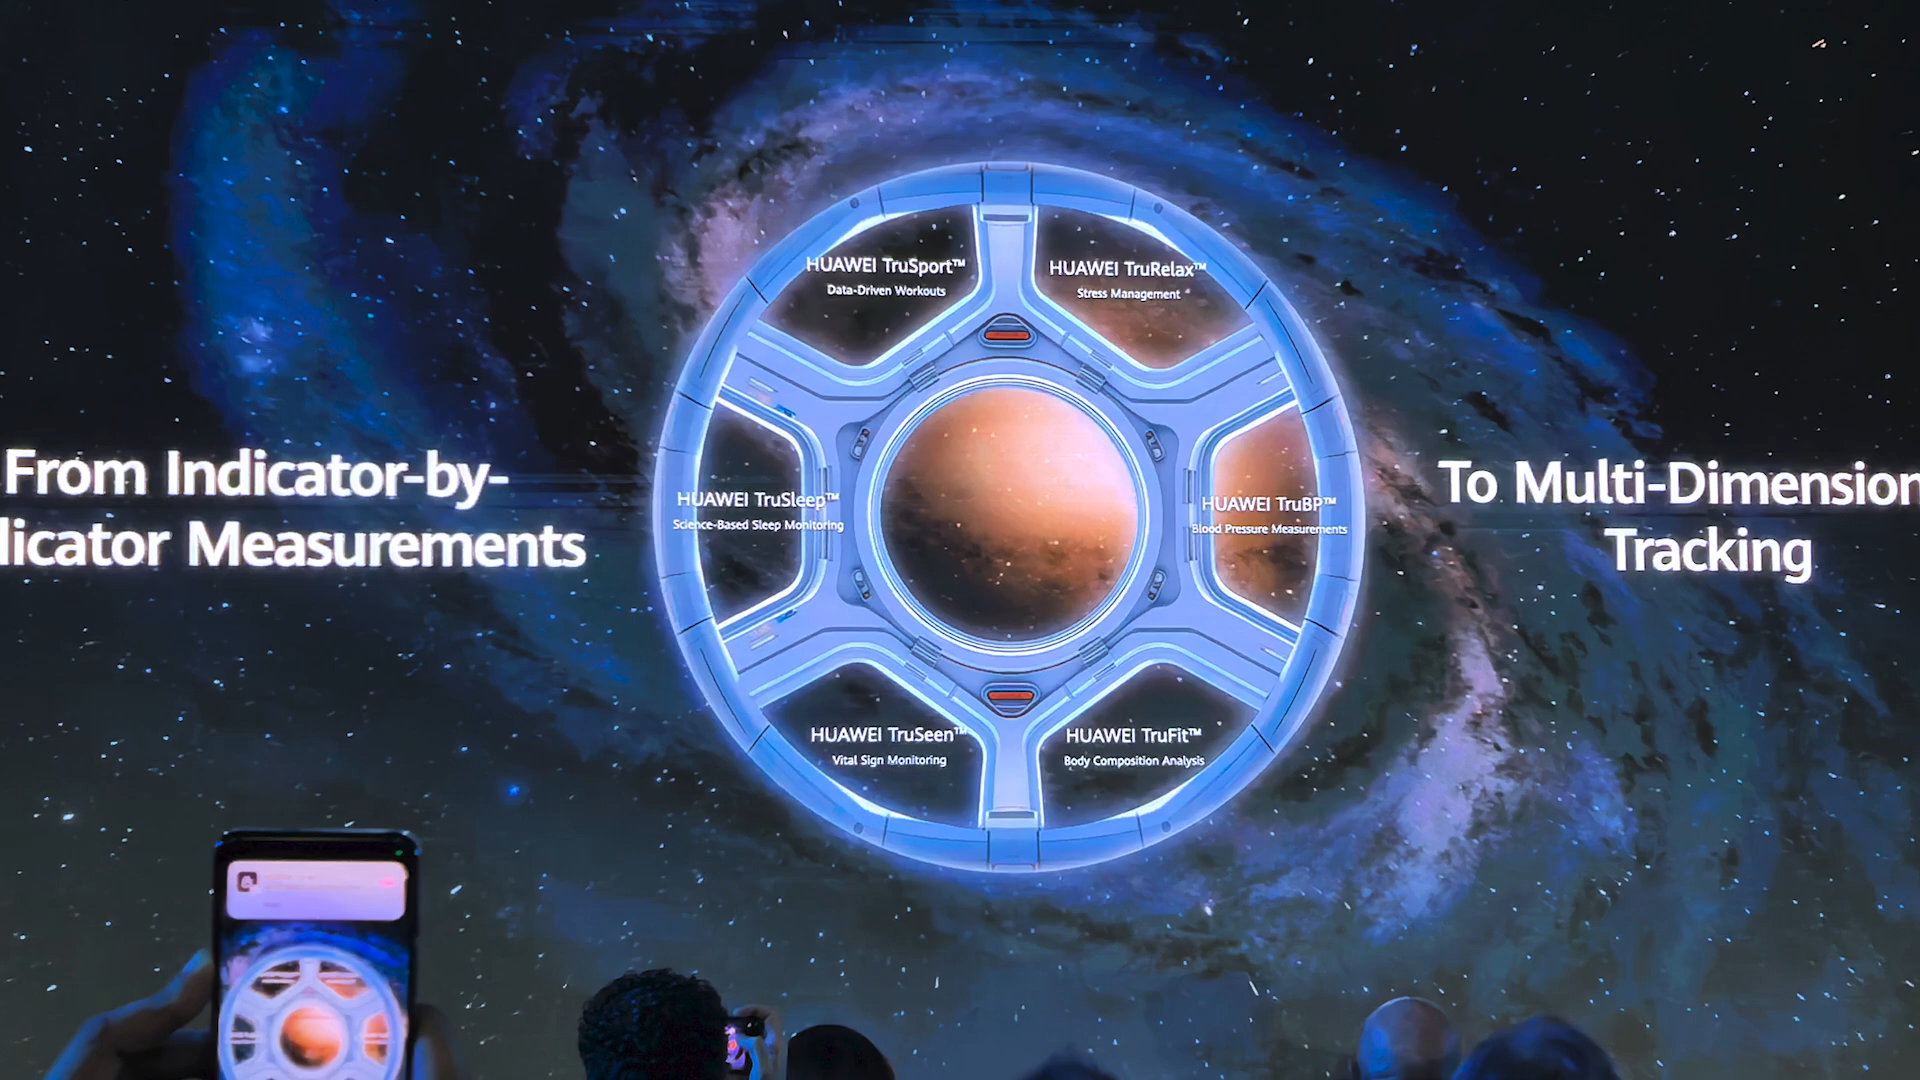 From Indicator-by-
dicator Measurements
HUAWEI TruSport™
Data-Driven Workouts
HUAWEI TruRelax™
Stress Management
HUAWEI TruSleep™
Science-Based Sleep Monitoring
HUAWEI TruBP™
Blood Pressure Measurements
HUAWEI TruSeen™
Vital Sign Monitoring
HUAWEI TruFit™
Body Composition Analysis
To Multi-Dimension
Tracking